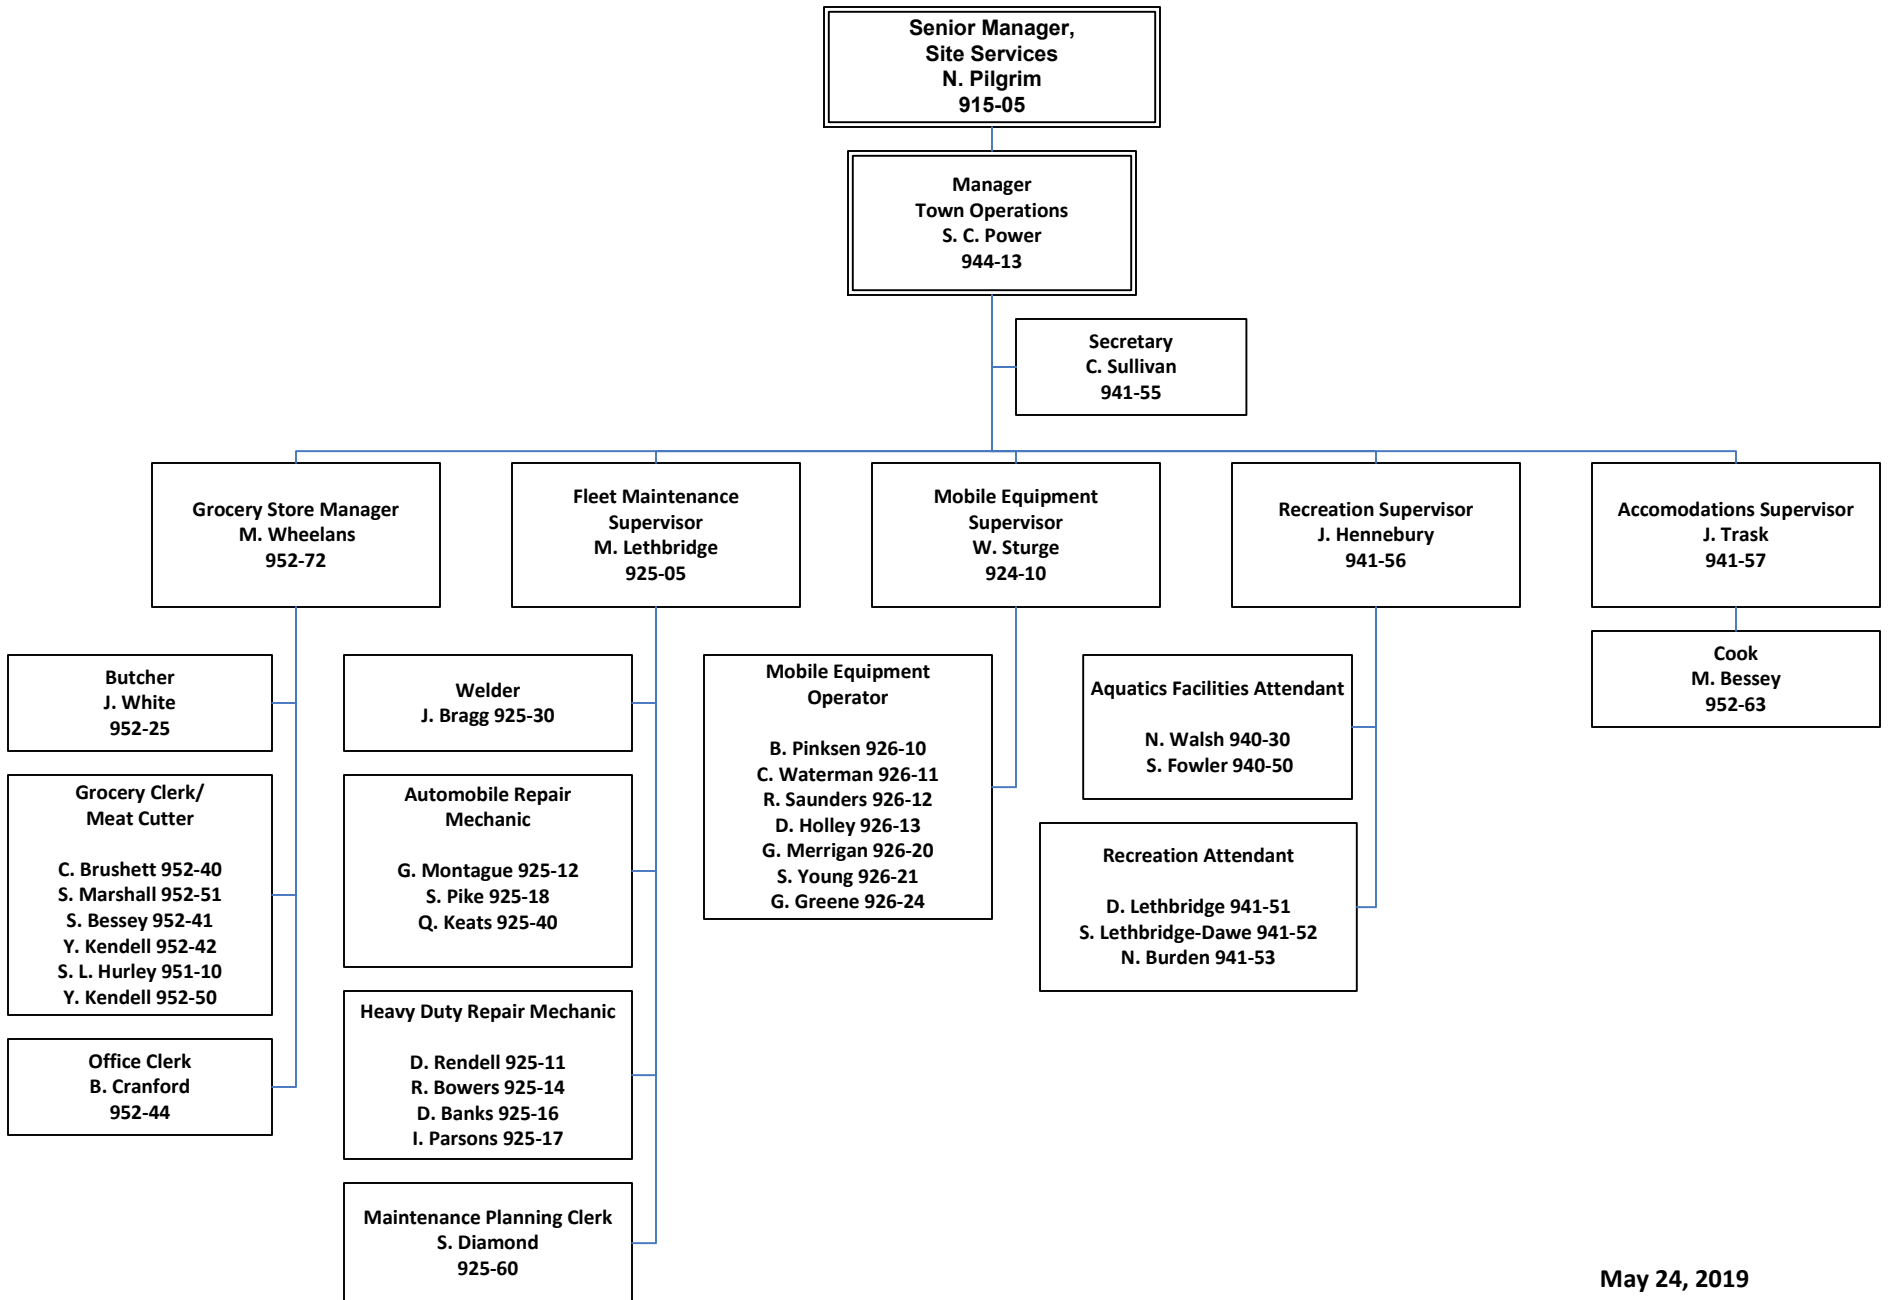 Senior Manager,
Site Services
N. Pilgrim
915-05
Manager
Town Operations
S. C. Power
944-13
Secretary
C. Sullivan
941-55
Grocery Store Manager
M. Wheelans
952-72
Fleet Maintenance
Supervisor
M. Lethbridge
925-05
Mobile Equipment
Supervisor
W. Sturge
924-10
Recreation Supervisor
J. Hennebury
941-56
Accomodations Supervisor
J. Trask
941-57
Butcher
J. White
952-25
Grocery Clerk/
Meat Cutter
C. Brushett 952-40
S. Marshall 952-51
S. Bessey 952-41
Y. Kendell 952-42
S. L. Hurley 951-10
Y. Kendell 952-50
Office Clerk
B. Cranford
952-44
Welder
J. Bragg 925-30
Automobile Repair
Mechanic
G. Montague 925-12
S. Pike 925-18
Q. Keats 925-40
Heavy Duty Repair Mechanic
D. Rendell 925-11
R. Bowers 925-14
D. Banks 925-16
I. Parsons 925-17
Maintenance Planning Clerk
S. Diamond
925-60
Mobile Equipment
Operator
B. Pinksen 926-10
C. Waterman 926-11
R. Saunders 926-12
D. Holley 926-13
G. Merrigan 926-20
S. Young 926-21
G. Greene 926-24
Aquatics Facilities Attendant
N. Walsh 940-30
S. Fowler 940-50
Recreation Attendant
D. Lethbridge 941-51
S. Lethbridge-Dawe 941-52
N. Burden 941-53
Cook
M. Bessey
952-63
May 24, 2019